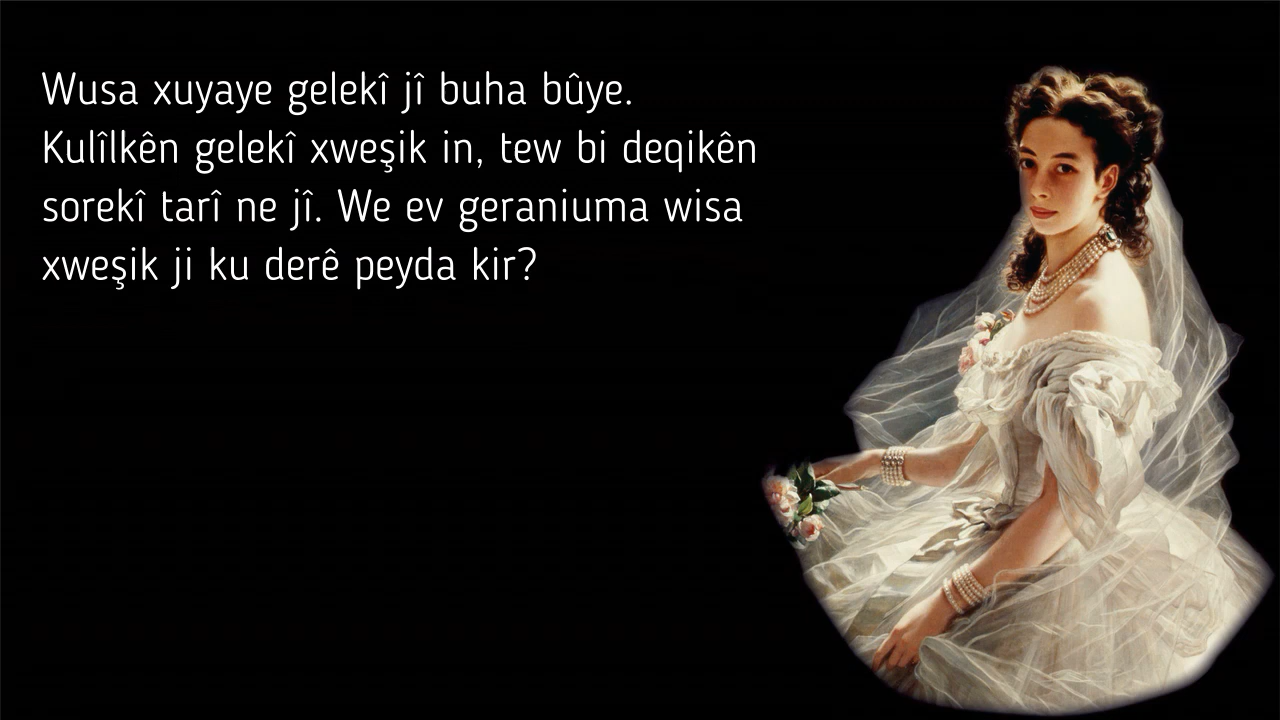 Wusa xuyaye gelekî jî buha bûye.
Kulîlkên gelekî xweşik in, tew bi deqikên
sorekî tarî ne jî. We ev geraniuma wisa
xweşik ji ku derê peyda kir?